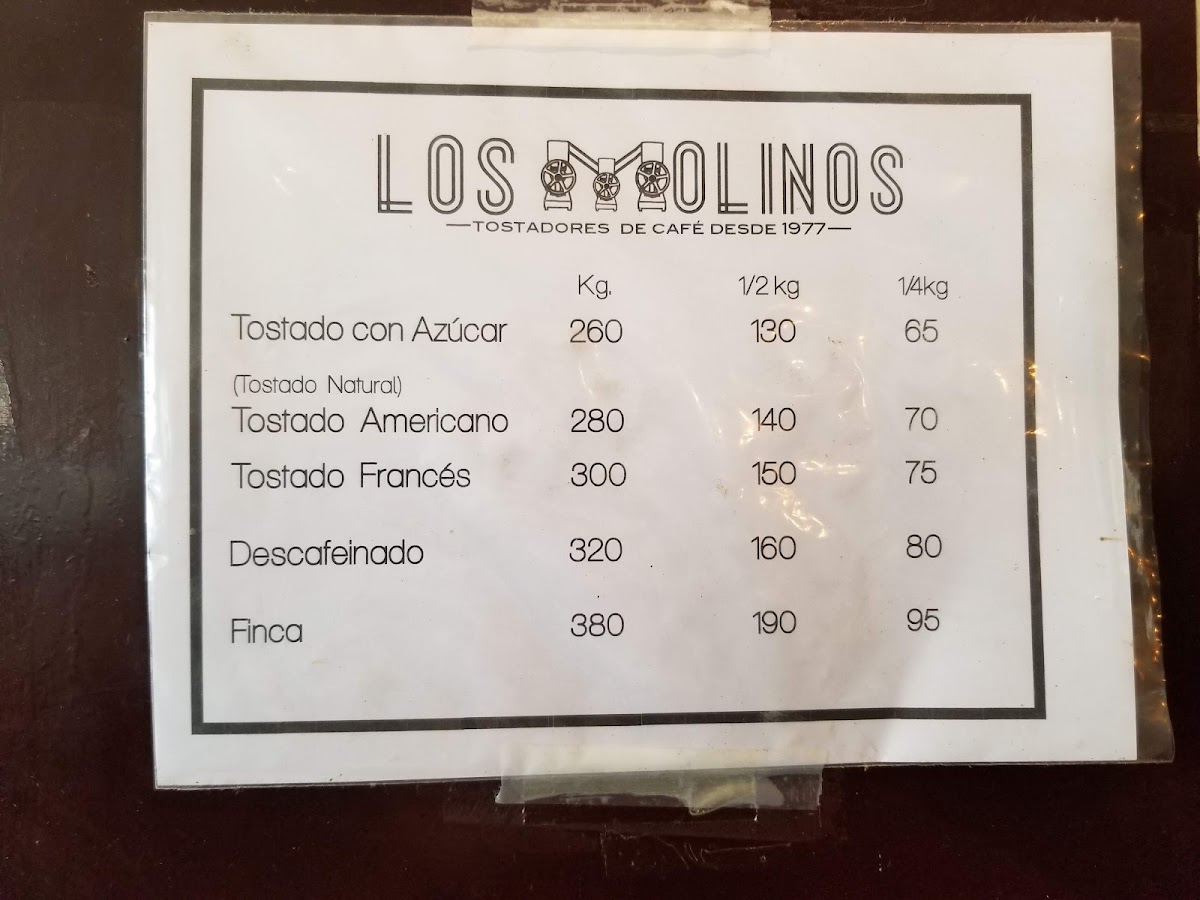 LOS MOLINOS
—TOSTADORES DE CAFÉ DESDE 1977—
Kg. 1/2 kg 1/4kg
Tostado con Azúcar 260 130 65
(Tostado Natural)
Tostado Americano 280 140 70
Tostado Francés 300 150 75
Descafeinado 320 160 80
Finca 380 190 95